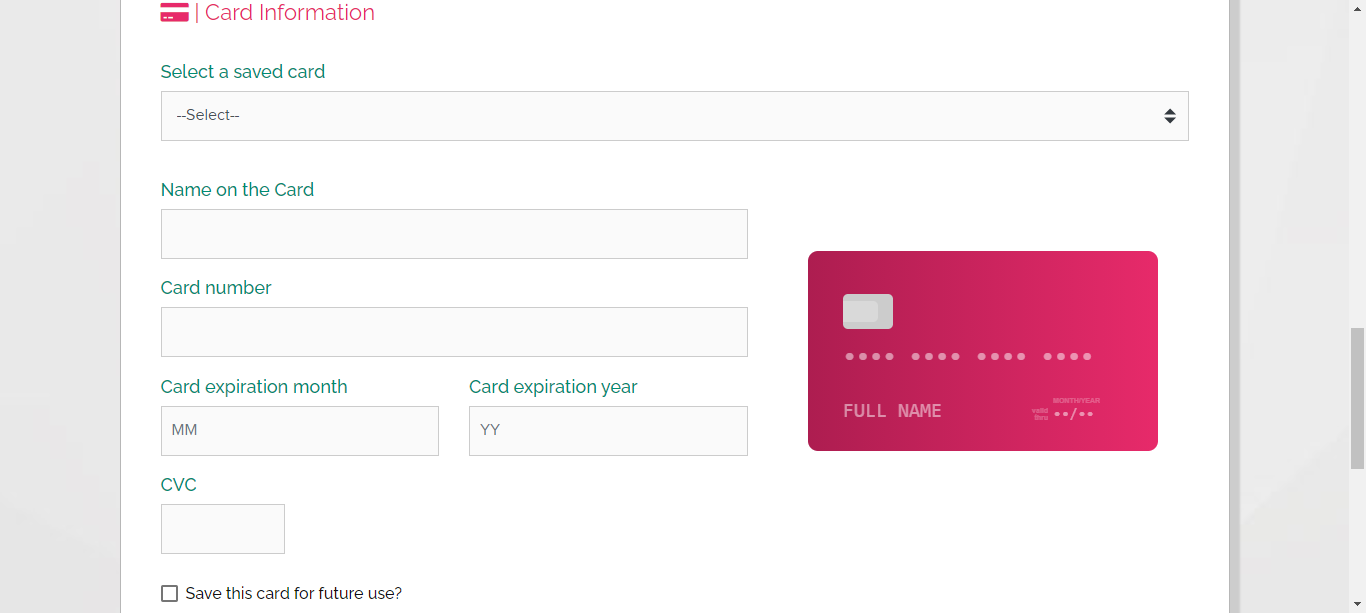 | Card Information
Select a saved card
--Select--
Name on the Card
Card number
Card expiration month
Card expiration year
MM
YY
CVC
Save this card for future use?
•••• •••• •••• ••••
FULL NAME
MONTH/YEAR
valid
thru
••/••